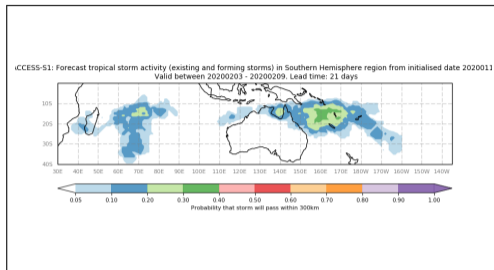 ACCESS-S1: Forecast tropical storm activity (existing and forming storms) in Southern Hemisphere region from initialised date 2020011
Valid between 20200203 - 20200209. Lead time: 21 days
10S
20S
30S
40S
30E 40E 50E 60E 70E 80E 90E 100E 110E 120E 130E 140E 150E 160E 170E 180 170W 160W 150W 140W
0.05 0.10 0.20 0.30 0.40 0.50 0.60 0.70 0.80 0.90 1.00
Probability that storm will pass within 300km